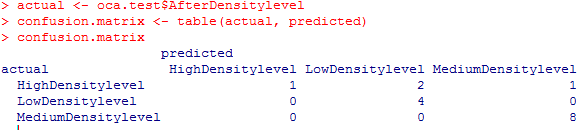 > actual <- oca.test$AfterDensitylevel
> confusion.matrix <- table(actual, predicted)
> confusion.matrix
predicted
actual HighDensitylevel LowDensitylevel MediumDensitylevel
HighDensitylevel 1 2 1
LowDensitylevel 0 4 0
MediumDensitylevel 0 0 8